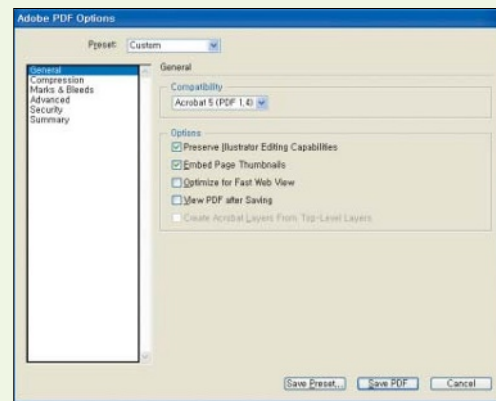 Adobe PDF Options
Preset: Custom
General
Compression
Marks & Bleeds
Advanced
Security
Summary
General
Compatibility
Acrobat 5 (PDF 1.4)
Options
Preserve Illustrator Editing Capabilities
Embed Page Thumbnails
Optimize for Fast Web View
View PDF after Saving
Create Acrobat Layers From Top-Level Layers
Save Preset... Save PDF Cancel